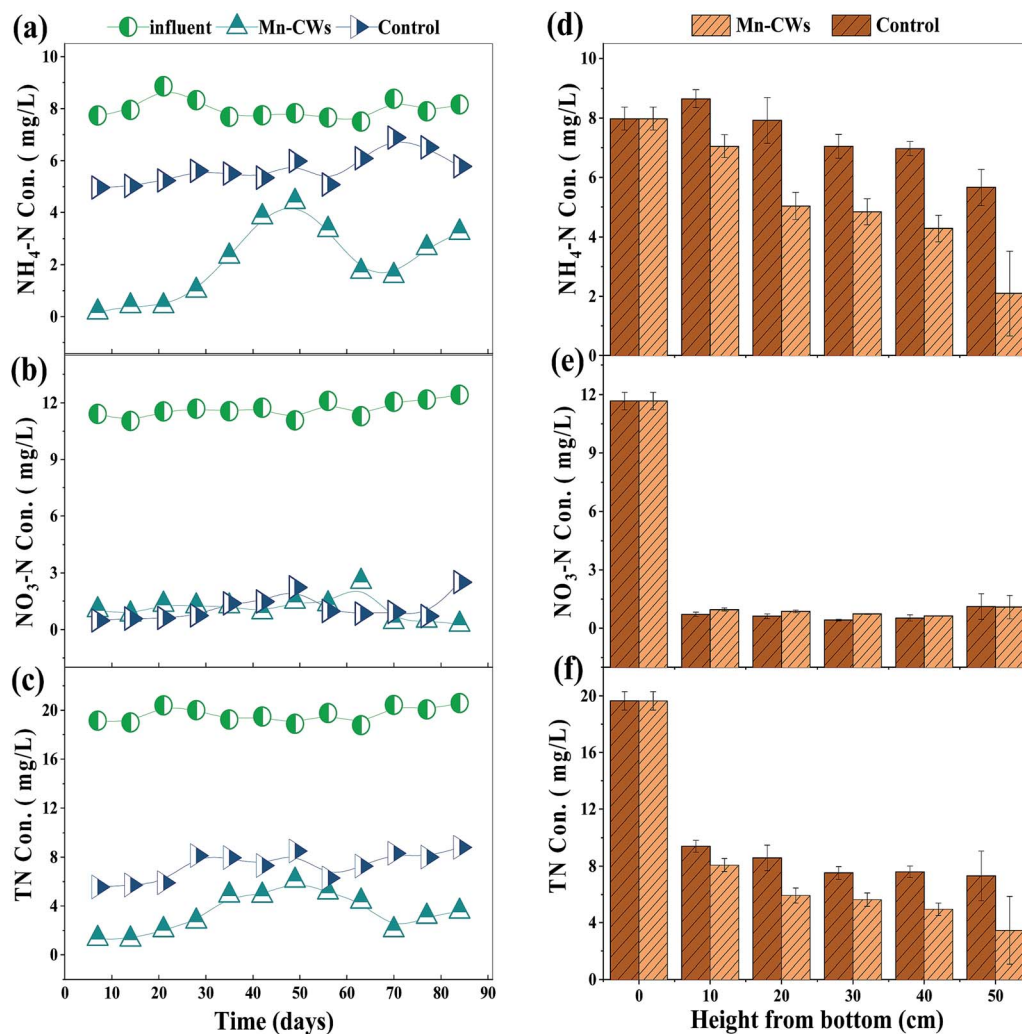 (a) influent Mn-CWs Control
NH₄-N Con. ( mg/L)
10
8
6
4
2
0
(b)
NO₃-N Con. ( mg/L)
12
9
6
3
0
(c)
TN Con. ( mg/L)
20
16
12
8
4
0
0 10 20 30 40 50 60 70 80 90
Time (days)
(d) Mn-CWs Control
NH₄-N Con. ( mg/L)
10
8
6
4
2
0
(e)
NO₃-N Con. ( mg/L)
12
9
6
3
0
(f)
TN Con. ( mg/L)
20
16
12
8
4
0
0 10 20 30 40 50
Height from bottom (cm)